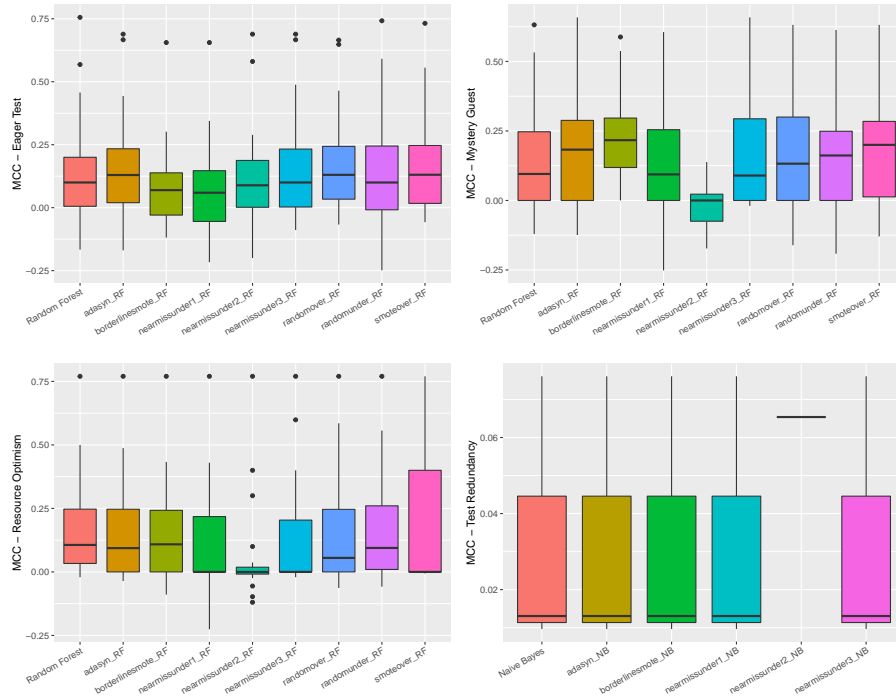 MCC − Eager Test
0.75
0.50
0.25
0.00
−0.25
Random Forest
adasyn_RF
borderlinesmote_RF
nearmissunder1_RF
nearmissunder2_RF
nearmissunder3_RF
randomover_RF
randomunder_RF
smoteover_RF
MCC − Mystery Guest
0.50
0.25
0.00
−0.25
Random Forest
adasyn_RF
borderlinesmote_RF
nearmissunder1_RF
nearmissunder2_RF
nearmissunder3_RF
randomover_RF
randomunder_RF
smoteover_RF
MCC − Resource Optimism
0.75
0.50
0.25
0.00
−0.25
Random Forest
adasyn_RF
borderlinesmote_RF
nearmissunder1_RF
nearmissunder2_RF
nearmissunder3_RF
randomover_RF
randomunder_RF
smoteover_RF
MCC − Test Redundancy
0.06
0.04
0.02
Naive Bayes
adasyn_NB
borderlinesmote_NB
nearmissunder1_NB
nearmissunder2_NB
nearmissunder3_NB